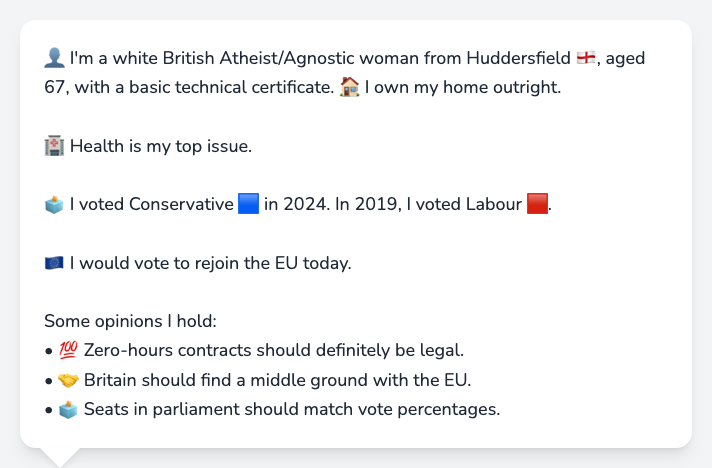 👤 I'm a white British Atheist/Agnostic woman from Huddersfield 🏴󠁧󠁢󠁥󠁮󠁧󠁿, aged
67, with a basic technical certificate. 🏠 I own my home outright.
🏥 Health is my top issue.
🗳️ I voted Conservative 🟦 in 2024. In 2019, I voted Labour 🟥.
🇪🇺 I would vote to rejoin the EU today.
Some opinions I hold:
• 💯 Zero-hours contracts should definitely be legal.
• 🤝 Britain should find a middle ground with the EU.
• 🗳️ Seats in parliament should match vote percentages.